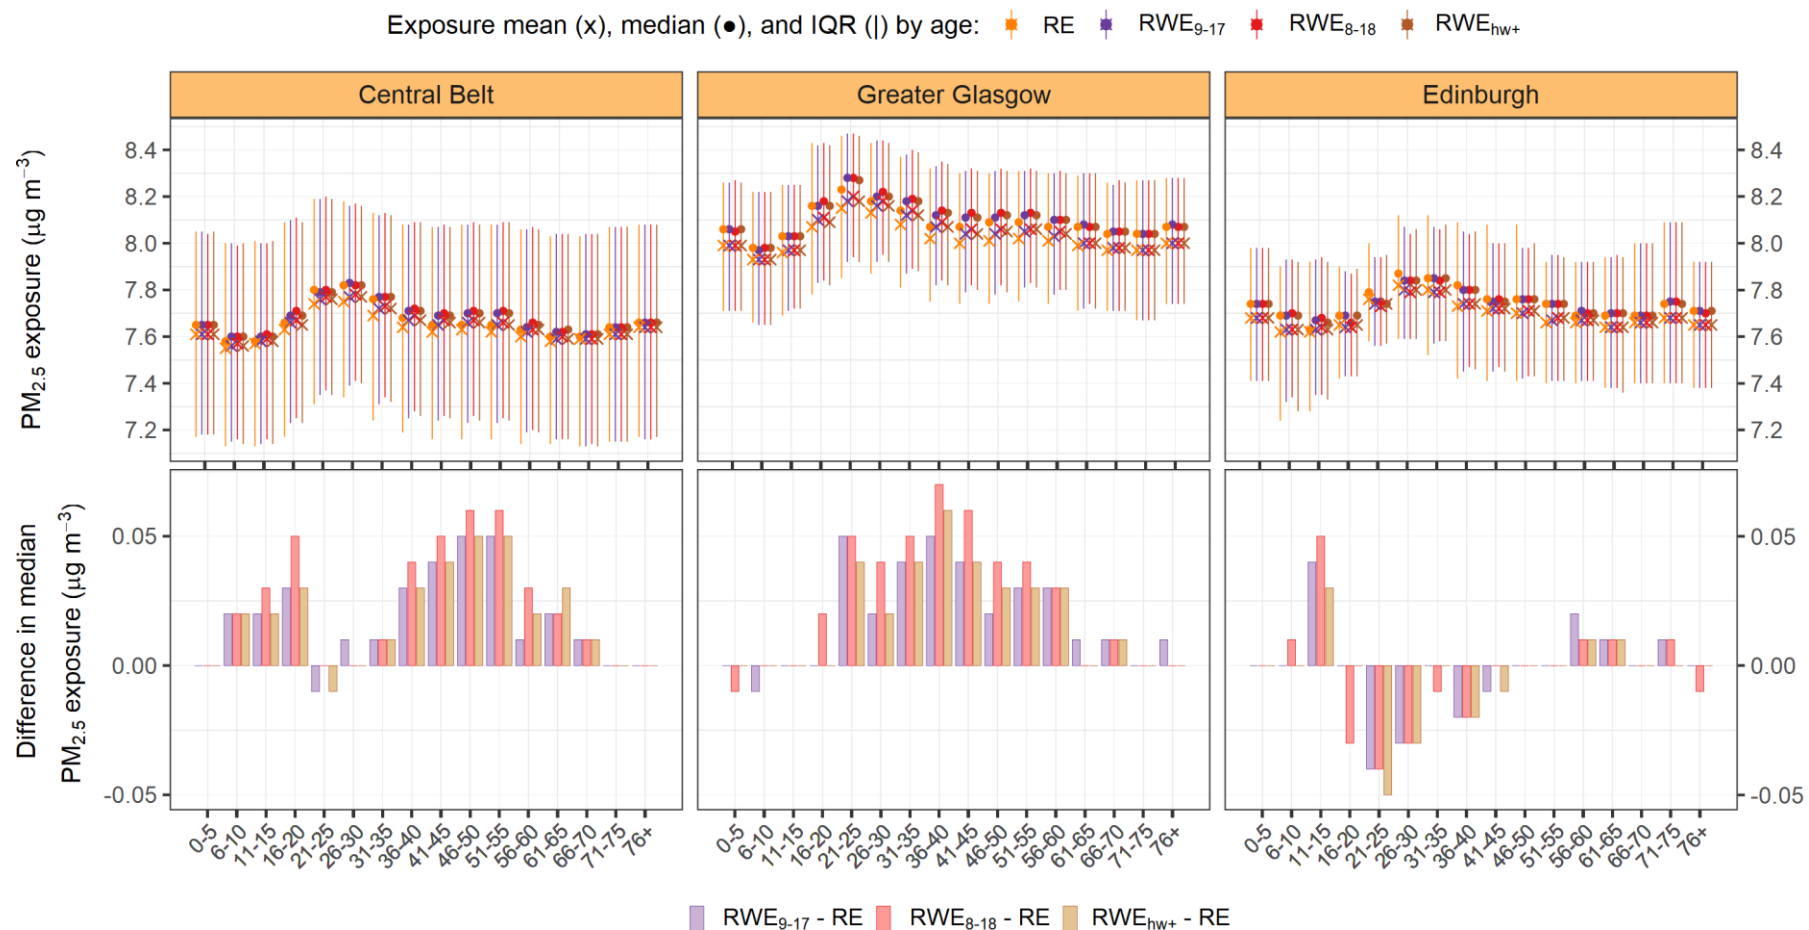 Exposure mean (x), median (●), and IQR (|) by age: RE RWE9-17 RWE8-18 RWEhw+
Central Belt Greater Glasgow Edinburgh
PM2.5 exposure (μg m−3)
8.4
8.2
8.0
7.8
7.6
7.4
7.2
8.4
8.2
8.0
7.8
7.6
7.4
7.2
Difference in median
PM2.5 exposure (μg m−3)
0.05
0.00
-0.05
0.05
0.00
-0.05
0-5 6-10 11-15 16-20 21-25 26-30 31-35 36-40 41-45 46-50 51-55 56-60 61-65 66-70 71-75 76+
0-5 6-10 11-15 16-20 21-25 26-30 31-35 36-40 41-45 46-50 51-55 56-60 61-65 66-70 71-75 76+
0-5 6-10 11-15 16-20 21-25 26-30 31-35 36-40 41-45 46-50 51-55 56-60 61-65 66-70 71-75 76+
RWE9-17 - RE RWE8-18 - RE RWEhw+ - RE